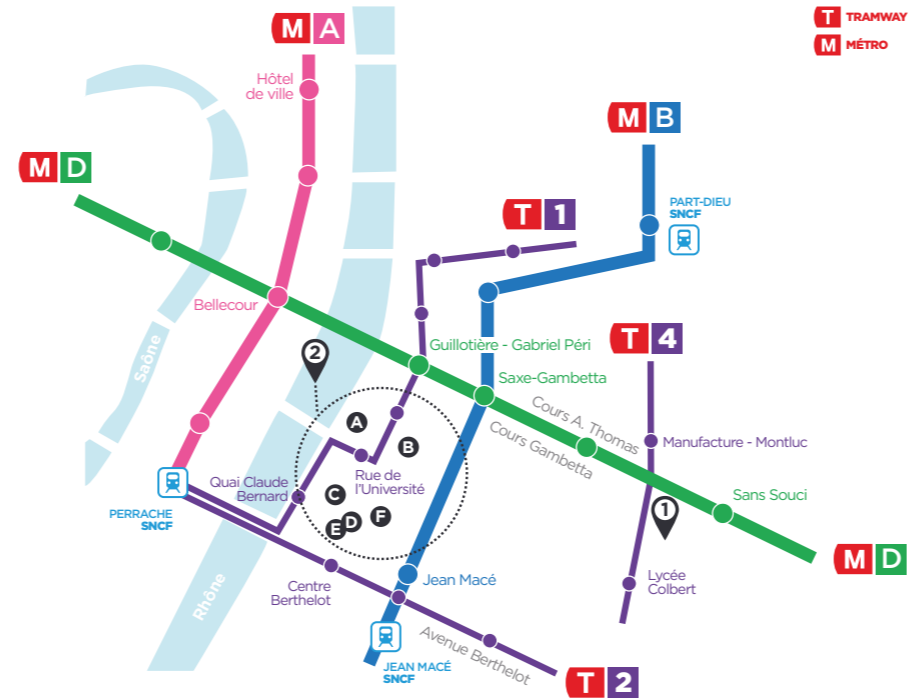 T TRAMWAY
M MÉTRO
M A
Hôtel
de ville
M B
M D
PART-DIEU
SNCF
T 1
Bellecour
Saône
Guillotière - Gabriel Péri
T 4
2
Saxe-Gambetta
Cours A. Thomas
Cours Gambetta
A
B
Manufacture - Montluc
Rue de
l'Université
Quai Claude
Bernard
C
D
E
F
Sans Souci
1
PERRACHE
SNCF
M D
Rhône
Centre
Berthelot
Jean Macé
Lycée
Colbert
Avenue Berthelot
JEAN MACÉ
SNCF
T 2